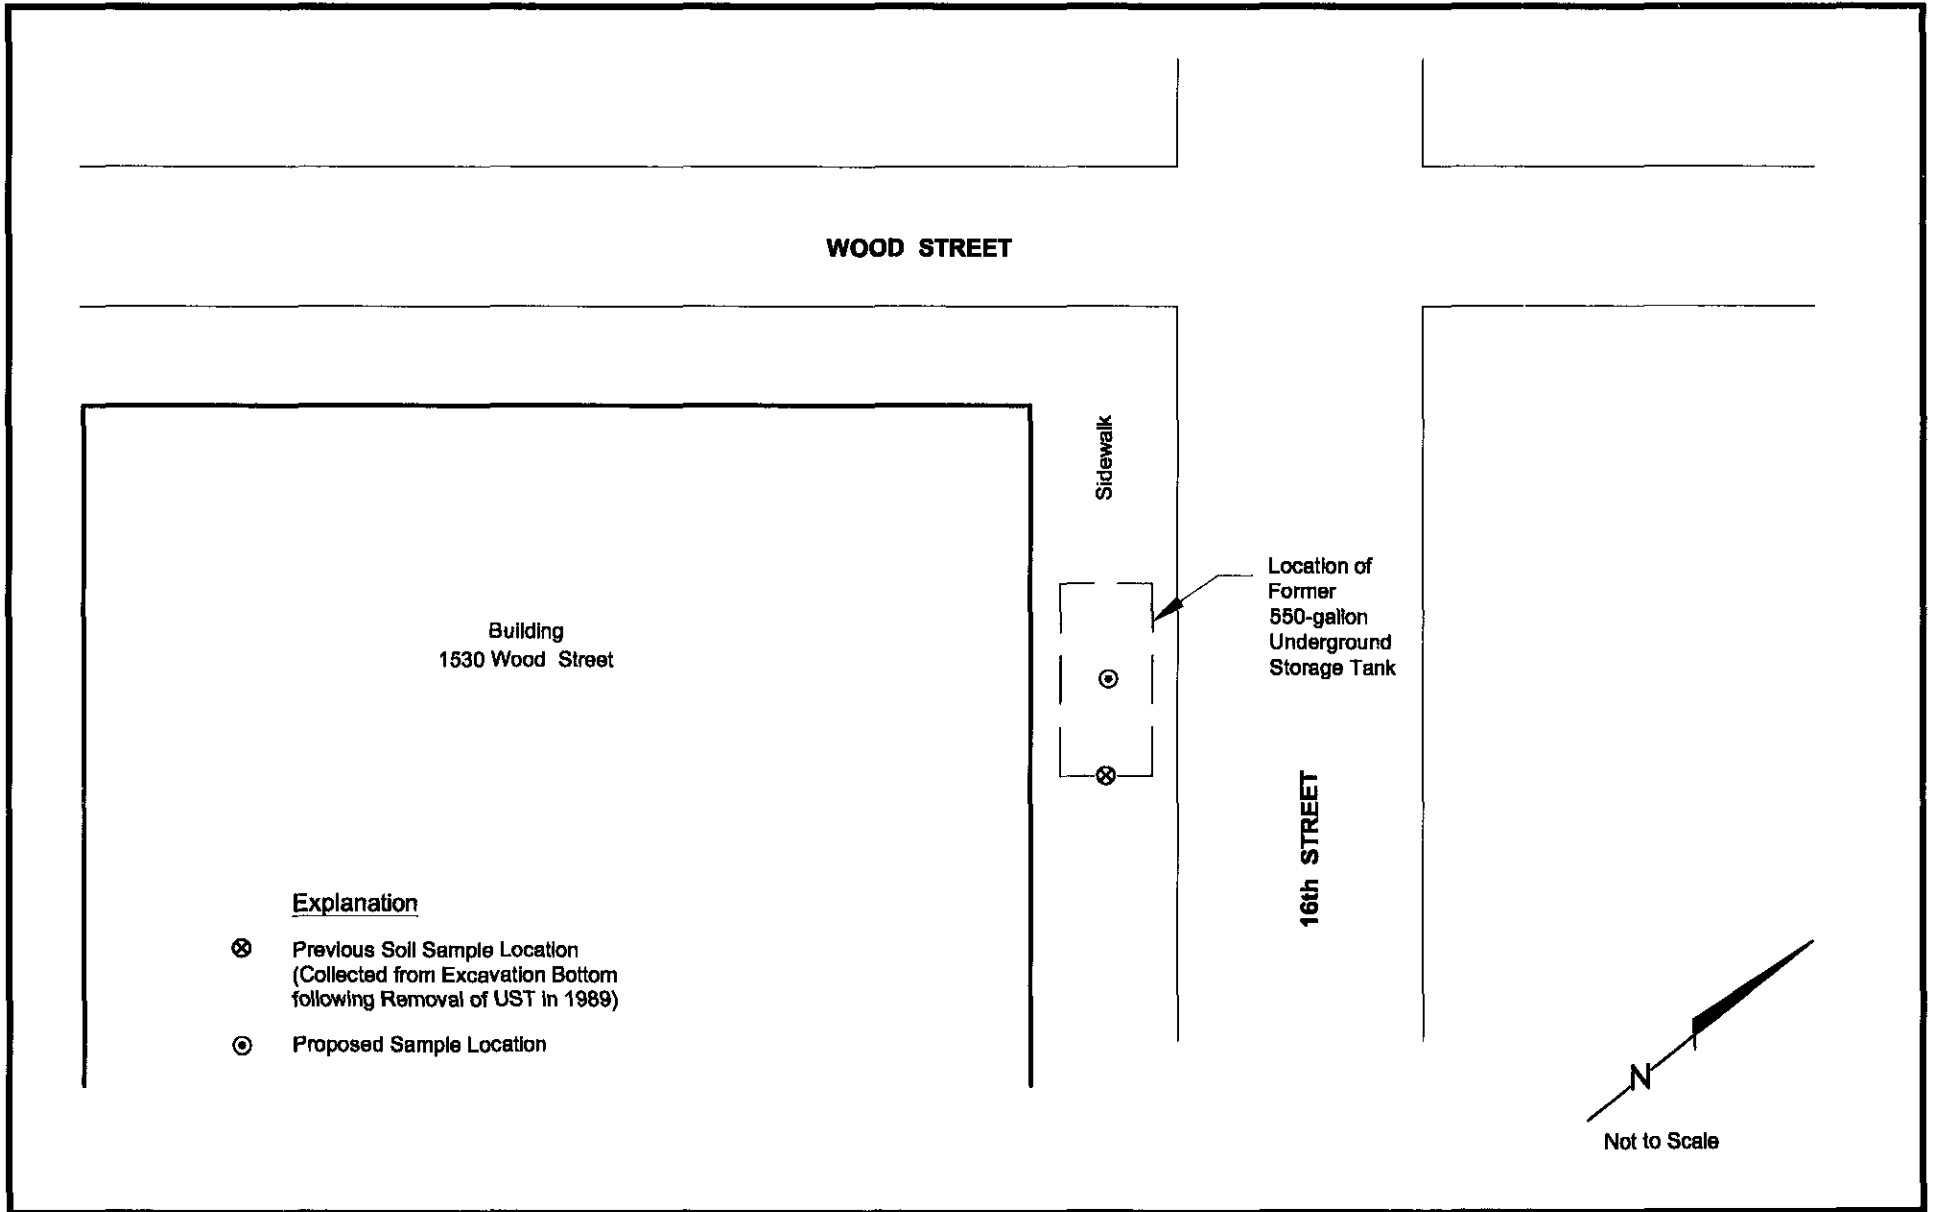 WOOD STREET
Sidewalk
Building
1530 Wood Street
Location of
Former
550-gallon
Underground
Storage Tank
16th STREET
Explanation
Previous Soil Sample Location
(Collected from Excavation Bottom
following Removal of UST in 1989)
Proposed Sample Location
N
Not to Scale